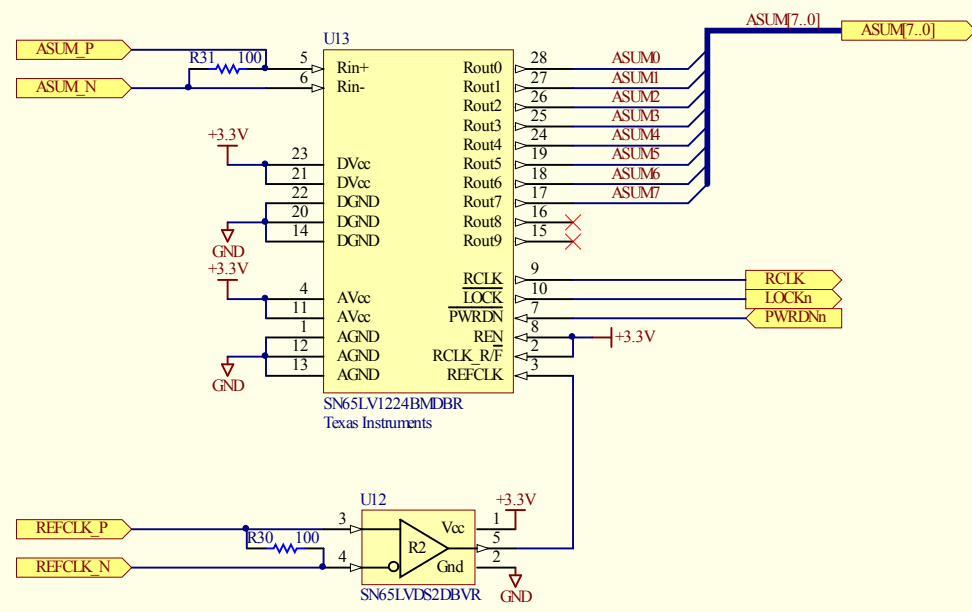 ASUM[7..0]
ASUM[7..0]
U13
ASUM_P
R31 100
5 Rin+ Rout0 28 ASUM0
ASUM_N
6 Rin- Rout1 27 ASUM1
Rout2 26 ASUM2
Rout3 25 ASUM3
+3.3V
Rout4 24 ASUM4
23 DVcc Rout5 19 ASUM5
21 DVcc Rout6 18 ASUM6
22 DGND Rout7 17 ASUM7
20 DGND Rout8 16
14 DGND Rout9 15
GND
+3.3V
RCLK 9 RCLK
4 AVcc LOCK 10 LOCKn
11 AVcc PWRDN 7 PWRDNn
1 AGND REN 8 +3.3V
12 AGND RCLK_R/F 2
13 AGND REFCLK 3
GND
SN65LV1224BMDBR
Texas Instruments
U12
+3.3V
REFCLK_P
3 Vcc 1
R30 100
R2 5
REFCLK_N
4 Gnd 2
SN65LVDS2DBVR
GND